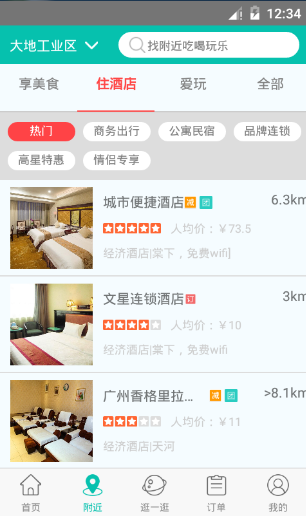 12:34
大地工业区 找附近吃喝玩乐
享美食 住酒店 爱玩 全部
热门 商务出行 公寓民宿 品牌连锁
高星特惠 情侣专享
城市便捷酒店 减 团 6.3km
人均价：￥73.5
经济酒店|棠下，免费wifi]
文星连锁酒店 订 3km
人均价：￥10
经济酒店|棠下，免费wifi
广州香格里拉... 减 团 >8.1km
人均价：￥11
经济酒店|天河
首页 附近 逛一逛 订单 我的